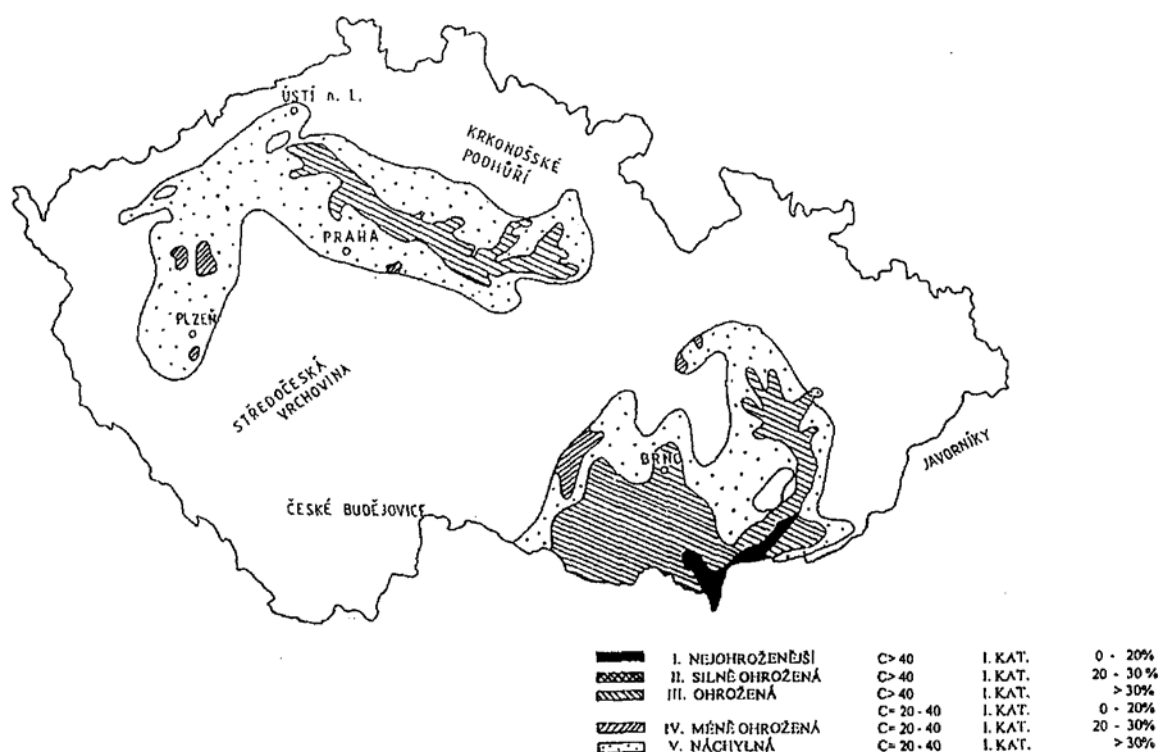 ÚSTÍ n. L.
KRKONOŠSKÉ
PODHŮŘÍ
PRAHA
PLZEŇ
STŘEDOČESKÁ
VRCHOVINA
BRNO
JAVORNÍKY
ČESKÉ BUDĚJOVICE
I. NEJOHROŽENĚJŠÍ C> 40 I. KAT. 0 - 20%
II. SILNĚ OHROŽENÁ C>40 I. KAT. 20 - 30 %
III. OHROŽENÁ C>40 I. KAT. >30%
C= 20 - 40 I. KAT. 0 - 20%
IV. MÉNĚ OHROŽENÁ C= 20 - 40 I. KAT. 20 - 30%
V. NÁCHYLNÁ C= 20 - 40 I. KAT. > 30%